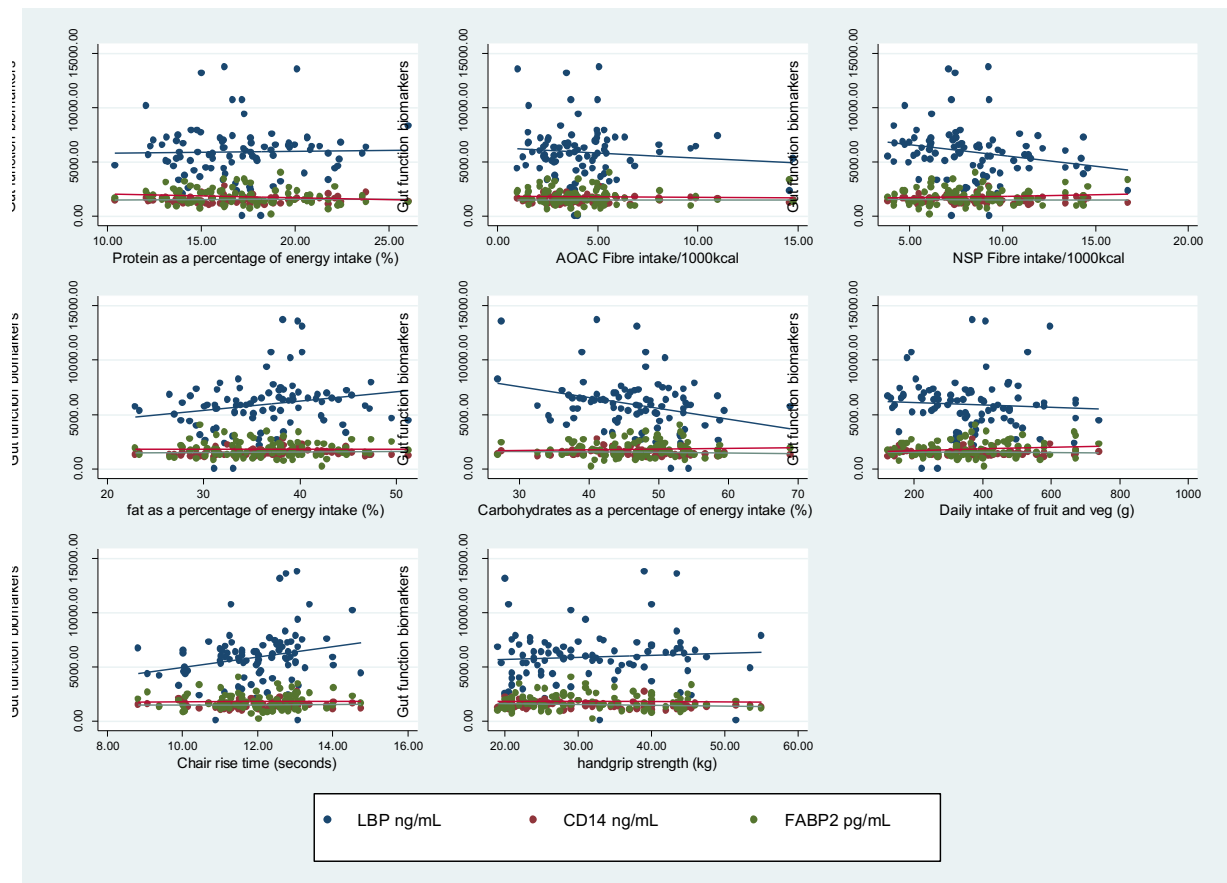 Gut function biomarkers
0.00 5000.00 10000.00 15000.00
10.00 15.00 20.00 25.00
Protein as a percentage of energy intake (%)
Gut function biomarkers
0.00 5000.00 10000.00 15000.00
0.00 5.00 10.00 15.00
AOAC Fibre intake/1000kcal
Gut function biomarkers
0.00 5000.00 10000.00 15000.00
5.00 10.00 15.00 20.00
NSP Fibre intake/1000kcal
Gut function biomarkers
0.00 5000.00 10000.00 15000.00
20 30 40 50
fat as a percentage of energy intake (%)
Gut function biomarkers
0.00 5000.00 10000.00 15000.00
30 40 50 60 70
Carbohydrates as a percentage of energy intake (%)
Gut function biomarkers
0.00 5000.00 10000.00 15000.00
200 400 600 800 1000
Daily intake of fruit and veg (g)
Gut function biomarkers
0.00 5000.00 10000.00 15000.00
8.00 10.00 12.00 14.00 16.00
Chair rise time (seconds)
Gut function biomarkers
0.00 5000.00 10000.00 15000.00
20.00 30.00 40.00 50.00 60.00
handgrip strength (kg)
LBP ng/mL CD14 ng/mL FABP2 pg/mL